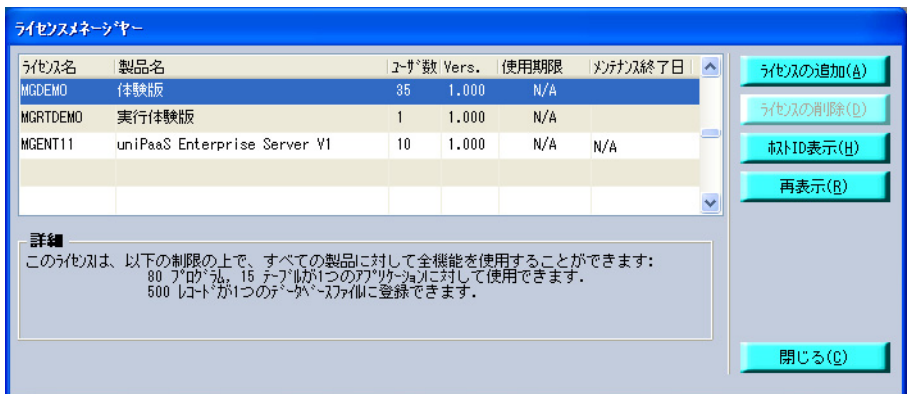 ライセンスマネージャー
ライセンス名 製品名 ユーザ数 Vers. 使用期限 メンテナンス終了日
MGDEMO 体験版 35 1.000 N/A
MGRTDEMO 実行体験版 1 1.000 N/A
MGENT11 uniPaaS Enterprise Server V1 10 1.000 N/A N/A
ライセンスの追加(A)
ライセンスの削除(D)
ホストID表示(H)
再表示(R)
詳細
このライセンスは、以下の制限の上で、すべての製品に対して全機能を使用することができます:
80 プログラム, 15 テーブルが1つのアプリケーションに対して使用できます.
500 レコードが1つのデータベースファイルに登録できます.
閉じる(C)